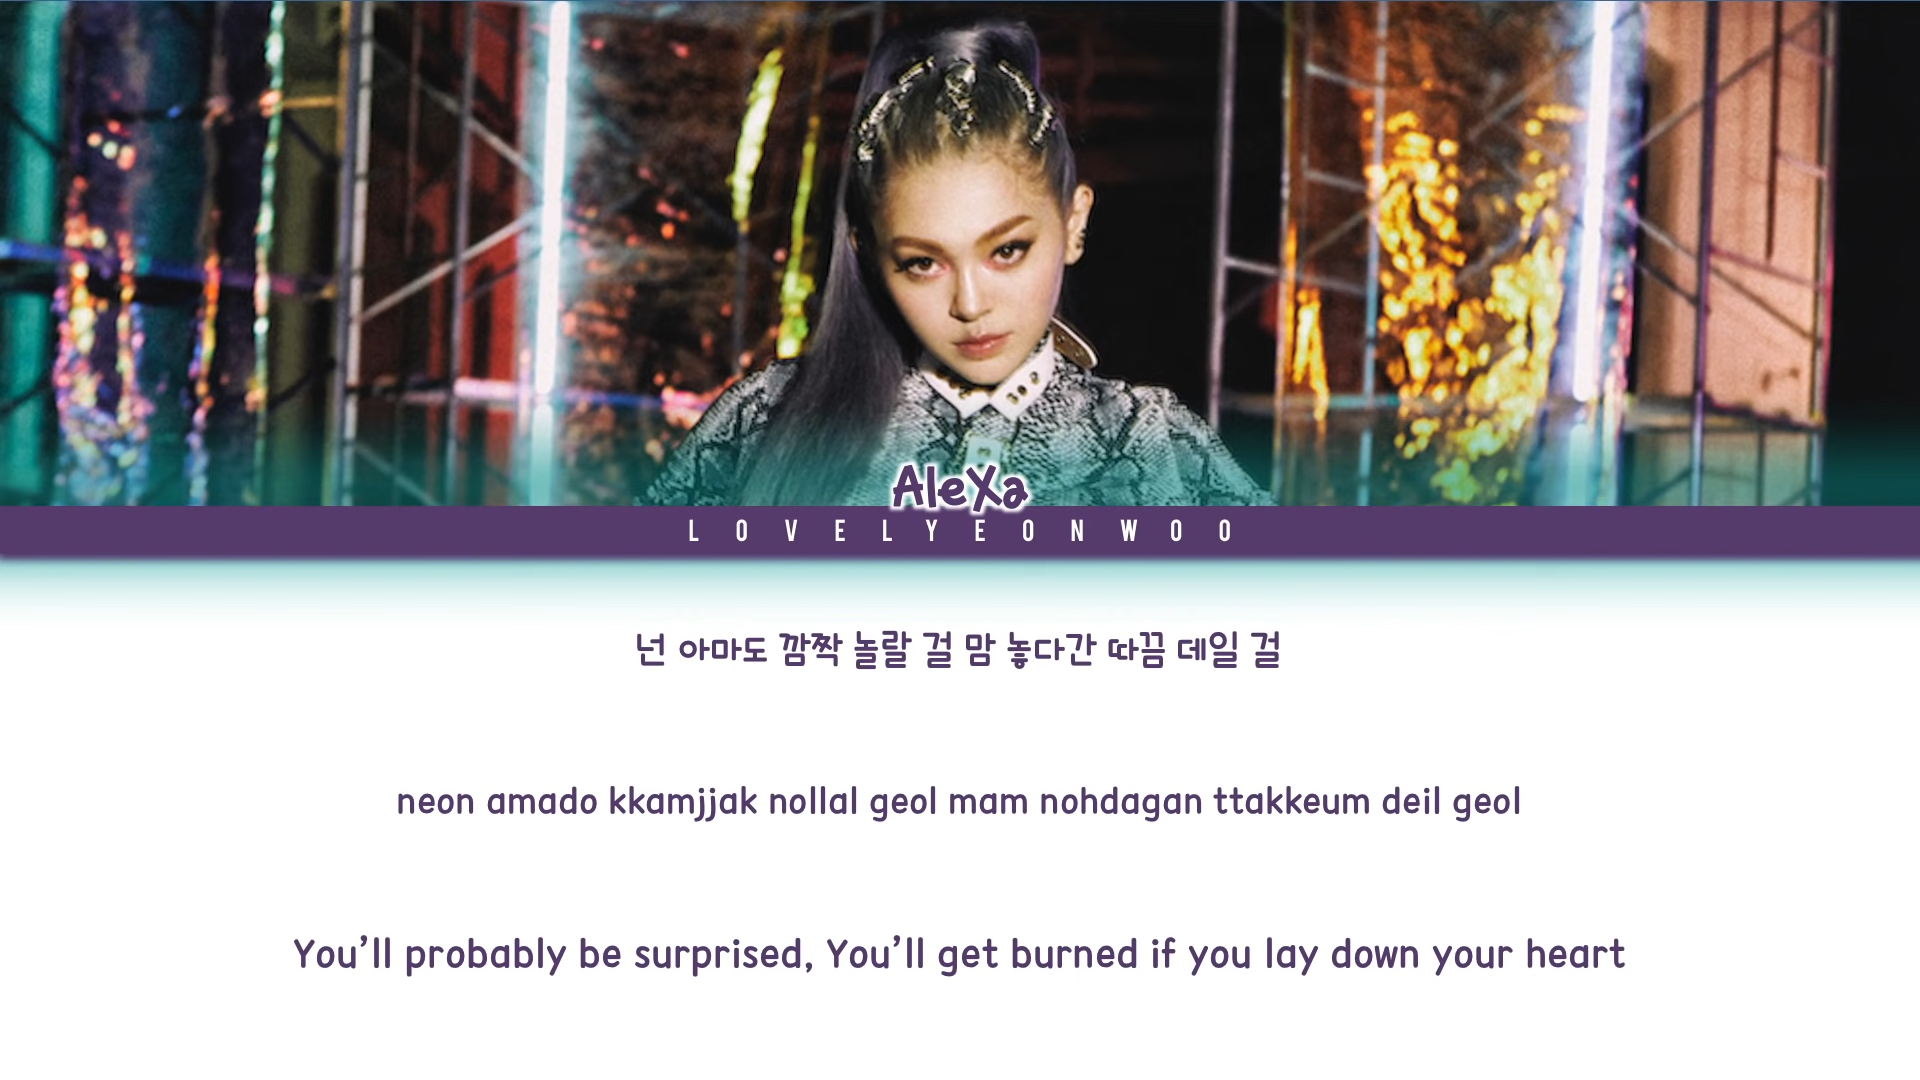 AleXa
LOVELYEONWOO
넌 아마도 깜짝 놀랄 걸 맘 놓다간 따끔 데일 걸
neon amado kkamjjak nollal geol mam nohdagan ttakkeum deil geol
You’ll probably be surprised, You’ll get burned if you lay down your heart